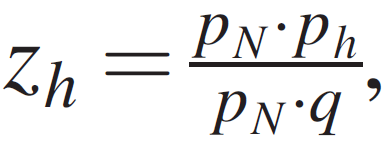 z_h = \frac{p_N \cdot p_h}{p_N \cdot q},